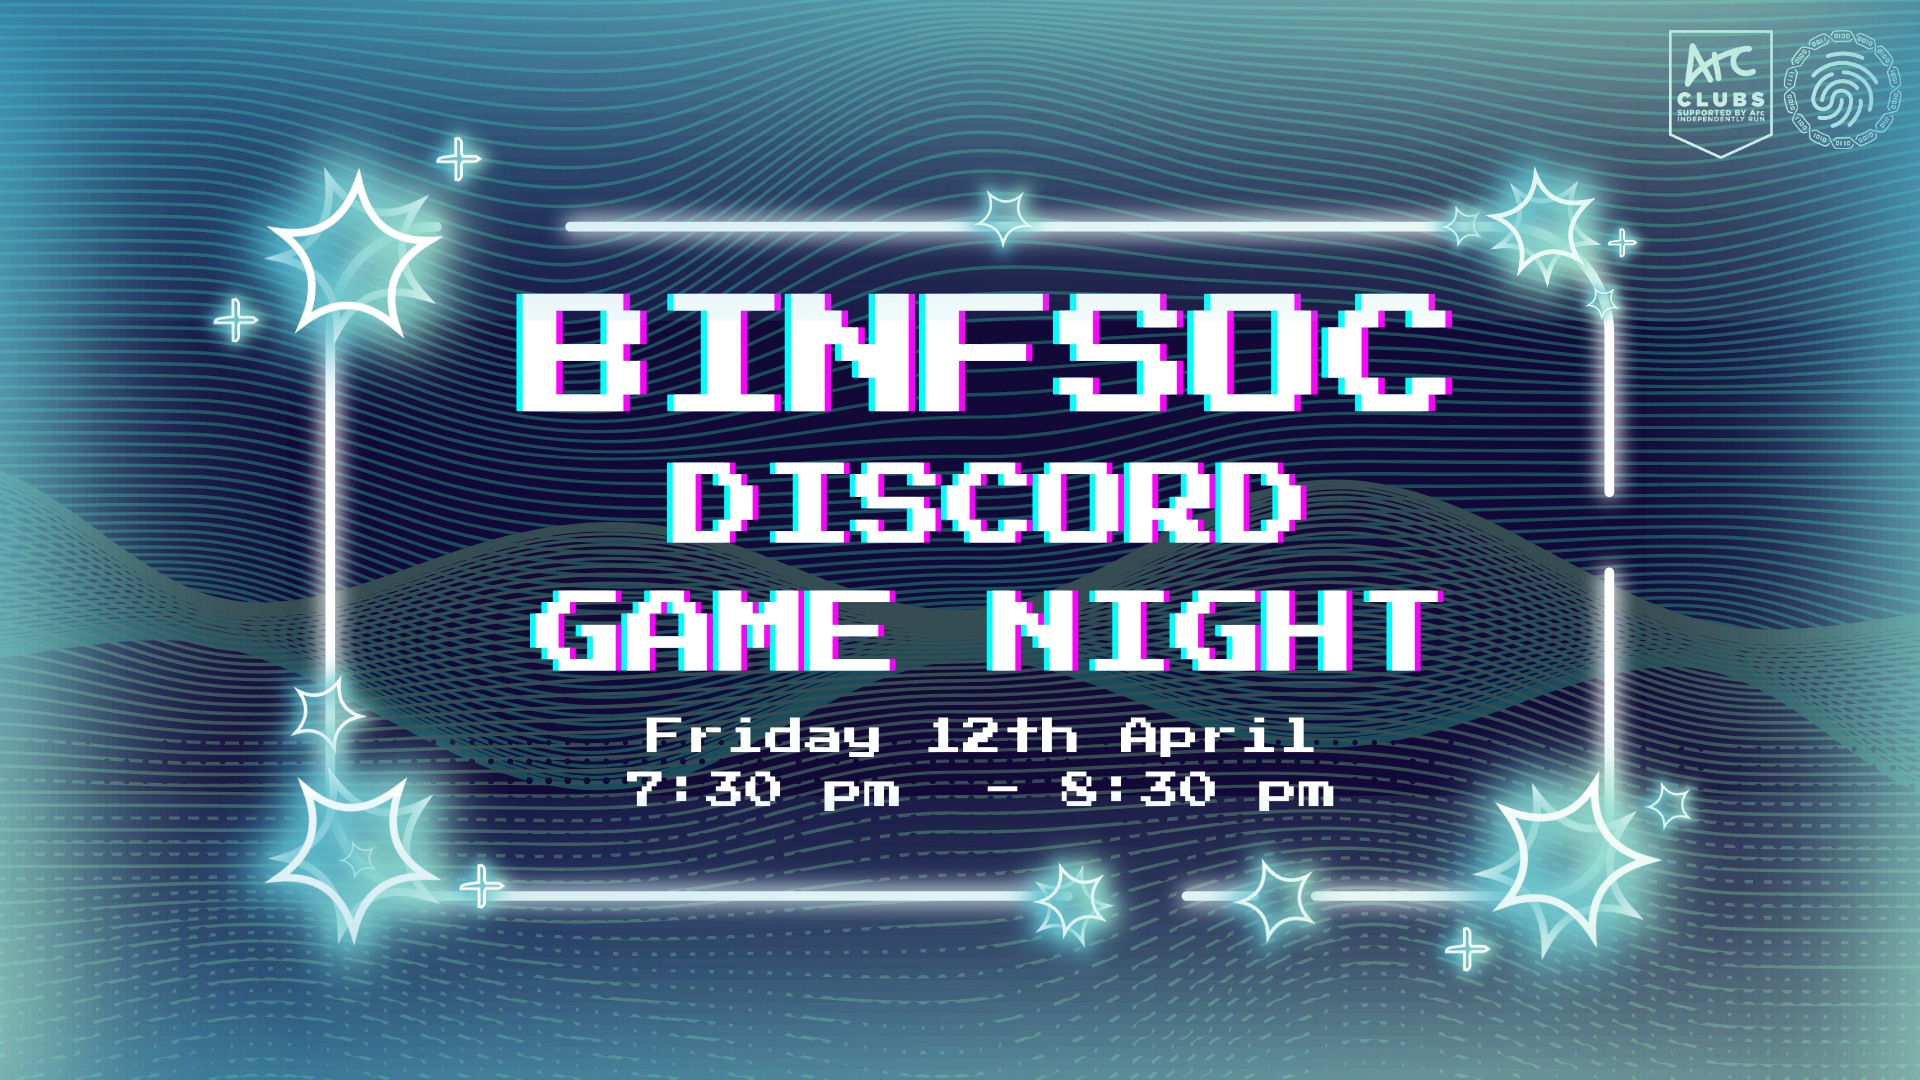 Arc
CLUBS
SUPPORTED BY Arc
INDEPENDENTLY RUN
BINFSOC
DISCORD
GAME NIGHT
Friday 12th April
7:30 pm – 8:30 pm